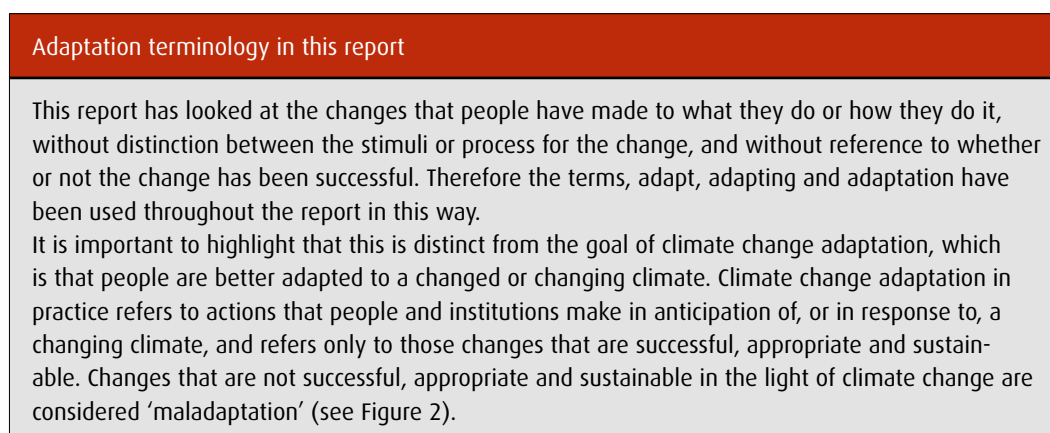 Adaptation terminology in this report
This report has looked at the changes that people have made to what they do or how they do it,
without distinction between the stimuli or process for the change, and without reference to whether
or not the change has been successful. Therefore the terms, adapt, adapting and adaptation have
been used throughout the report in this way.
It is important to highlight that this is distinct from the goal of climate change adaptation, which
is that people are better adapted to a changed or changing climate. Climate change adaptation in
practice refers to actions that people and institutions make in anticipation of, or in response to, a
changing climate, and refers only to those changes that are successful, appropriate and sustain-
able. Changes that are not successful, appropriate and sustainable in the light of climate change are
considered ‘maladaptation’ (see Figure 2).